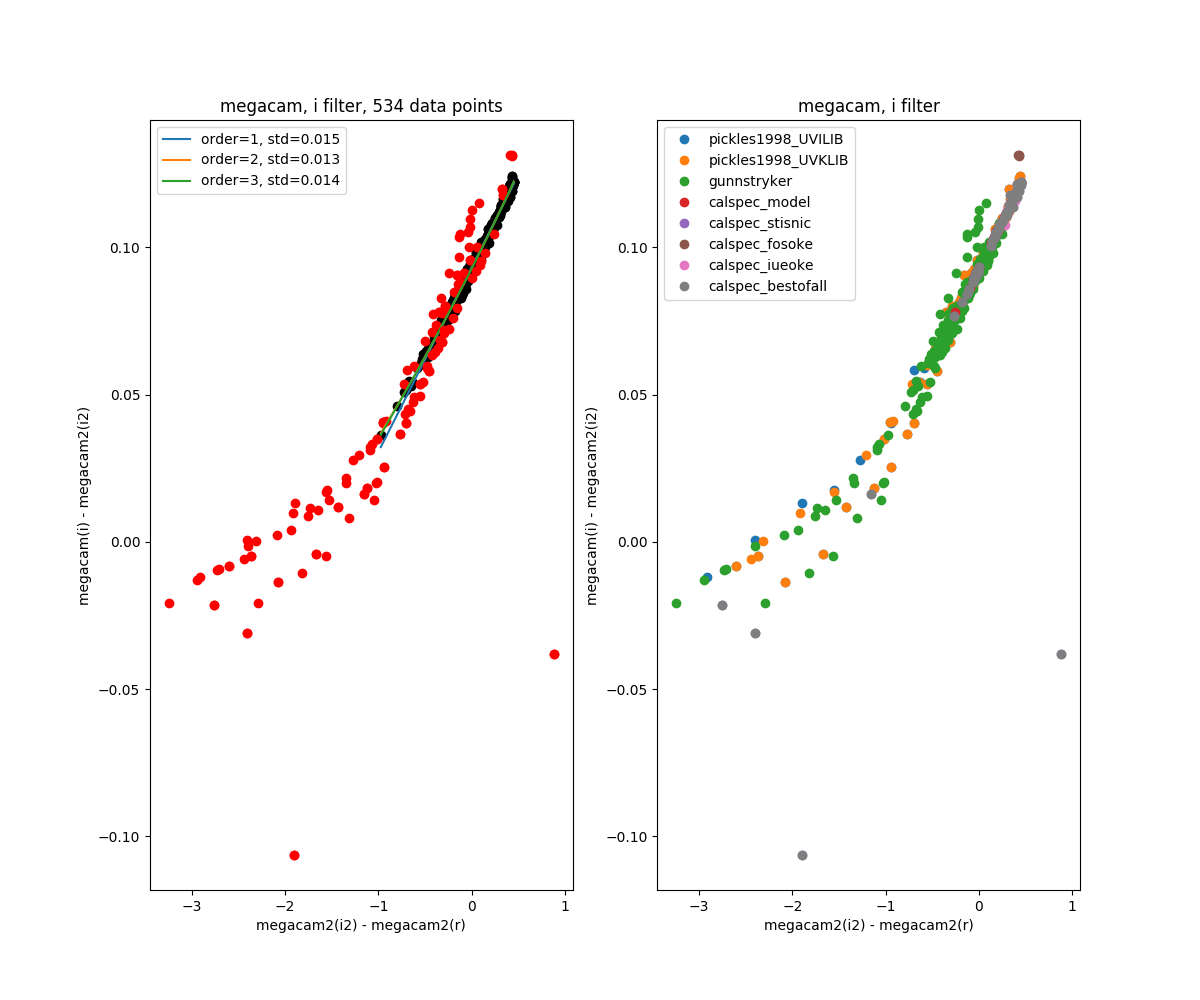 megacam, i filter, 534 data points
order=1, std=0.015
order=2, std=0.013
order=3, std=0.014
0.10
0.05
0.00
−0.05
−0.10
megacam(i) - megacam2(i2)
−3
−2
−1
0
1
megacam2(i2) - megacam2(r)
megacam, i filter
pickles1998_UVILIB
pickles1998_UVKLIB
gunnstryker
calspec_model
calspec_stisnic
calspec_fosoke
calspec_iueoke
calspec_bestofall
0.10
0.05
0.00
−0.05
−0.10
megacam(i) - megacam2(i2)
−3
−2
−1
0
1
megacam2(i2) - megacam2(r)